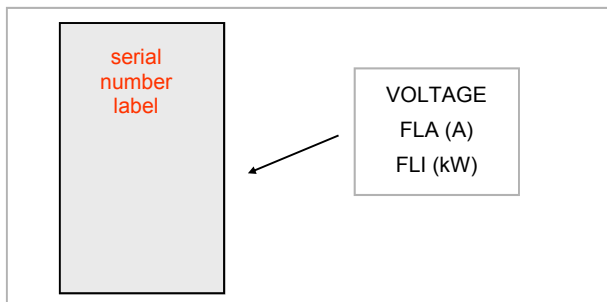 serial
number
label
VOLTAGE
FLA (A)
FLI (kW)